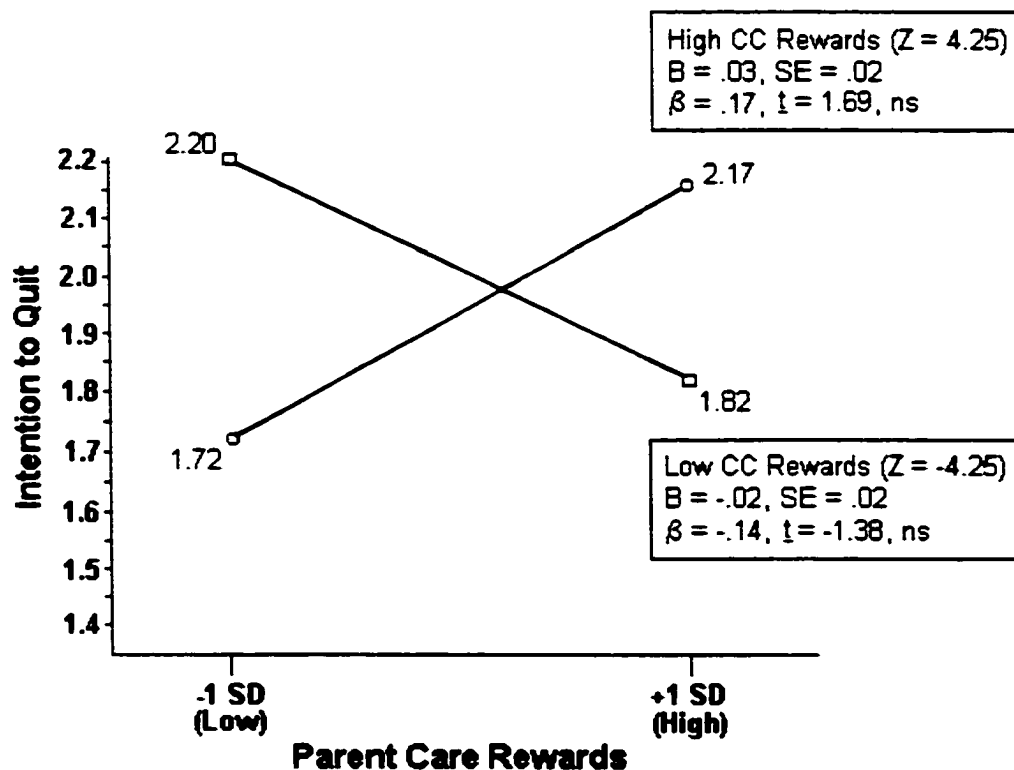 High CC Rewards (Z = 4.25)
B = .03, SE = .02
β = .17, t = 1.69, ns
2.20
2.17
2.2
2.1
2.0
1.9
1.8
1.7
1.6
1.5
1.4
Intention to Quit
1.82
1.72
Low CC Rewards (Z = -4.25)
B = -.02, SE = .02
β = -.14, t = -1.38, ns
-1 SD
(Low)
+1 SD
(High)
Parent Care Rewards